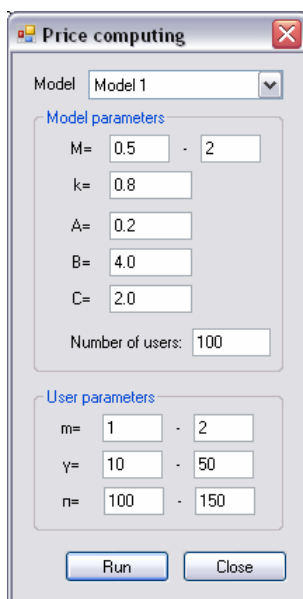 Price computing
Model Model 1
Model parameters
M= 0.5 - 2
k= 0.8
A= 0.2
B= 4.0
C= 2.0
Number of users: 100
User parameters
m= 1 - 2
γ= 10 - 50
π= 100 - 150
Run Close